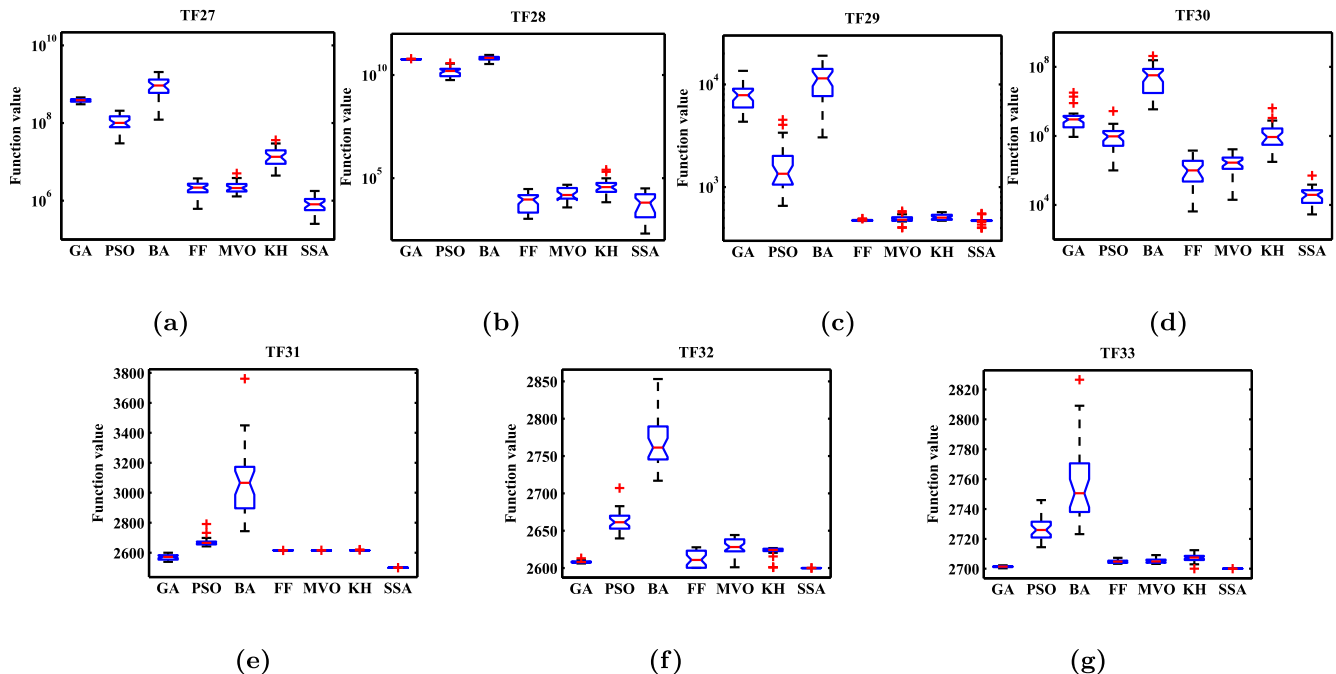 TF27
Function value
10^10
10^8
10^6
GA PSO BA FF MVO KH SSA
(a)
TF28
Function value
10^10
10^5
GA PSO BA FF MVO KH SSA
(b)
TF29
Function value
10^4
10^3
GA PSO BA FF MVO KH SSA
(c)
TF30
Function value
10^8
10^6
10^4
GA PSO BA FF MVO KH SSA
(d)
TF31
Function value
3800
3600
3400
3200
3000
2800
2600
GA PSO BA FF MVO KH SSA
(e)
TF32
Function value
2850
2800
2750
2700
2650
2600
GA PSO BA FF MVO KH SSA
(f)
TF33
Function value
2820
2800
2780
2760
2740
2720
2700
GA PSO BA FF MVO KH SSA
(g)